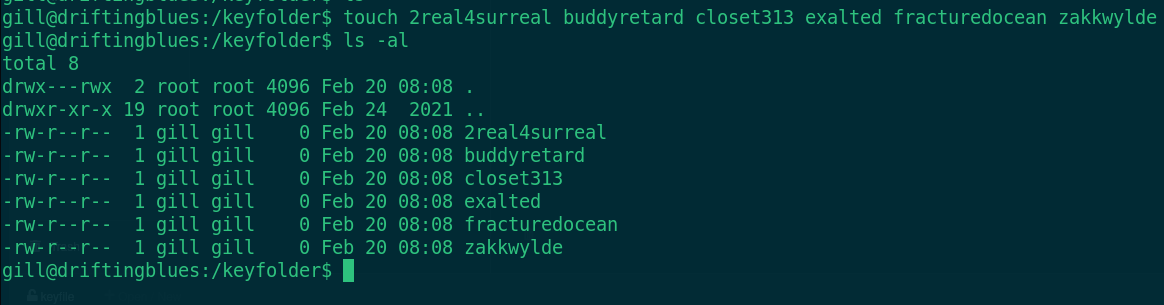 gill@driftingblues:/keyfolder$ touch 2real4surreal buddyretard closet313 exalted fracturedocean zakkwylde
gill@driftingblues:/keyfolder$ ls -al
total 8
drwx---rwx  2 root root 4096 Feb 20 08:08 .
drwxr-xr-x 19 root root 4096 Feb 24  2021 ..
-rw-r--r--  1 gill gill    0 Feb 20 08:08 2real4surreal
-rw-r--r--  1 gill gill    0 Feb 20 08:08 buddyretard
-rw-r--r--  1 gill gill    0 Feb 20 08:08 closet313
-rw-r--r--  1 gill gill    0 Feb 20 08:08 exalted
-rw-r--r--  1 gill gill    0 Feb 20 08:08 fracturedocean
-rw-r--r--  1 gill gill    0 Feb 20 08:08 zakkwylde
gill@driftingblues:/keyfolder$